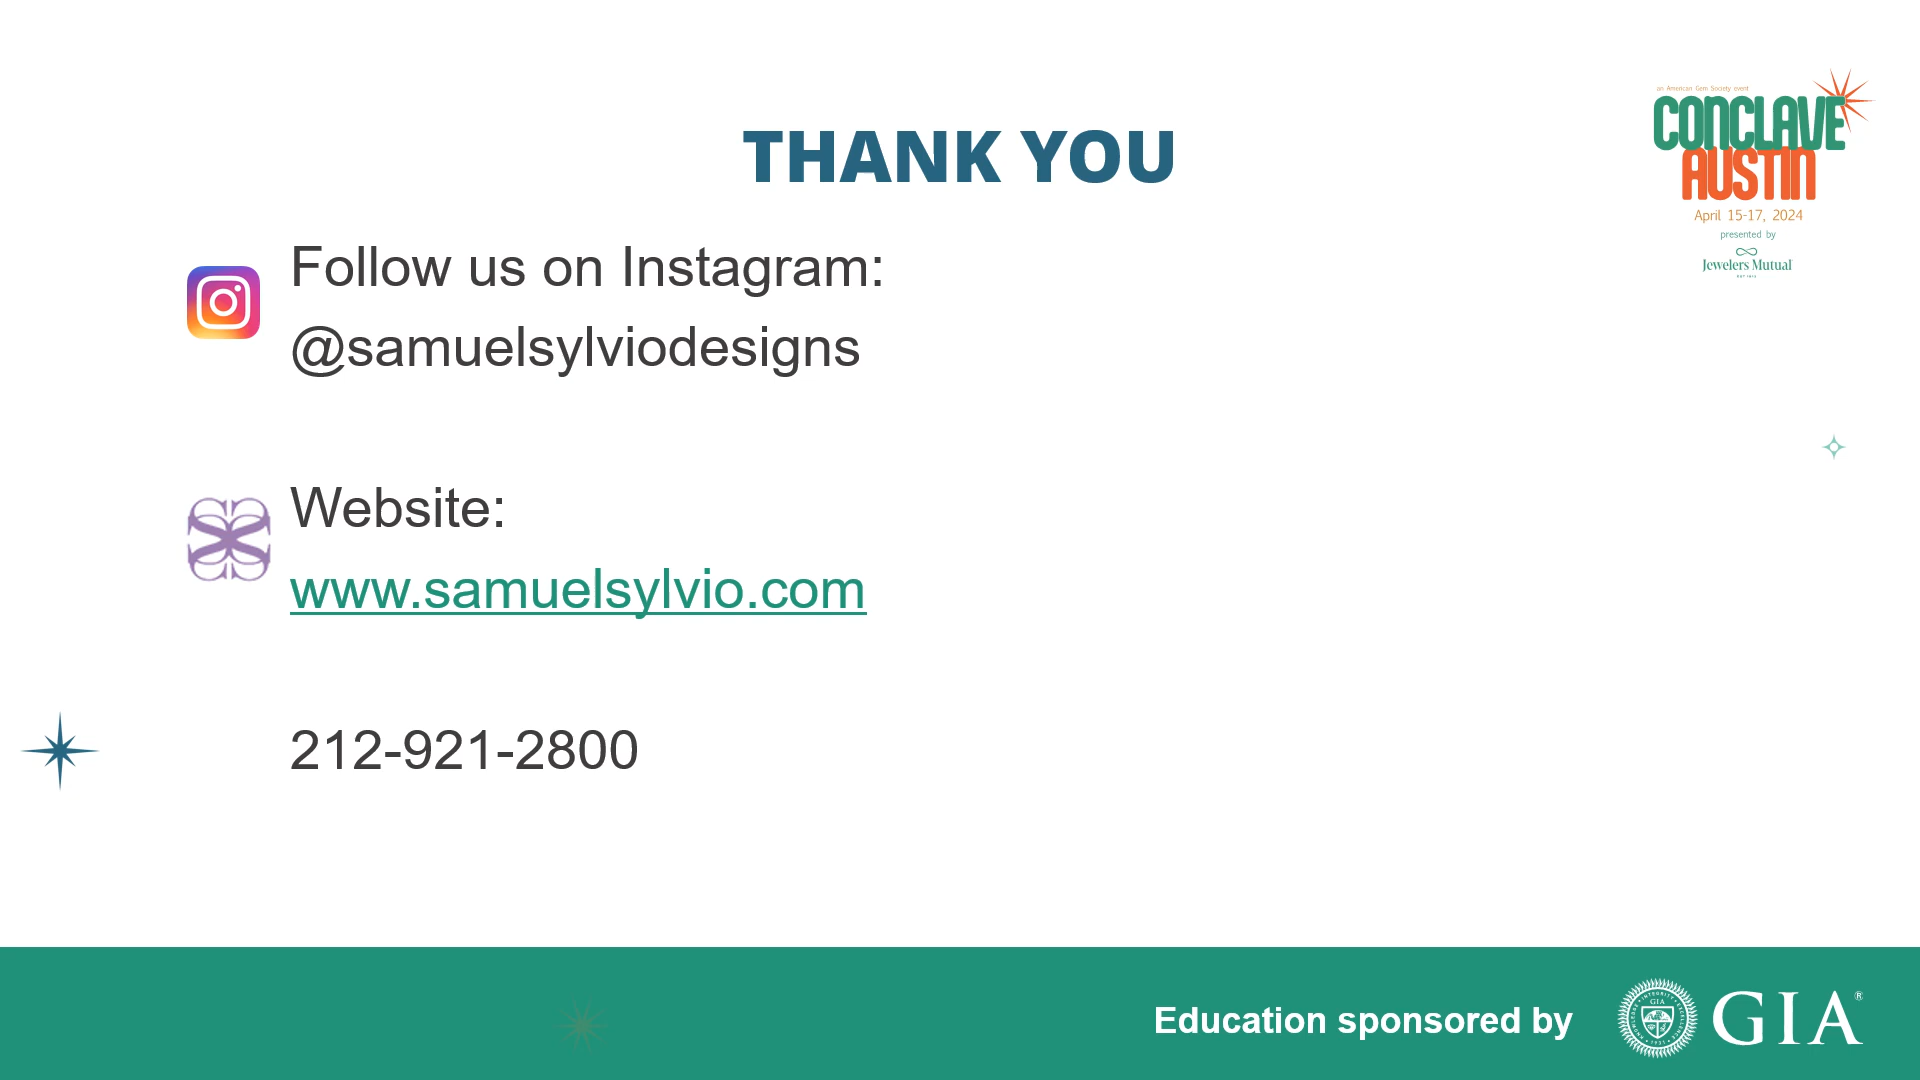 an American Gem Society event
CONCLAVE
AUSTIN
April 15-17, 2024
presented by
Jewelers Mutual
THANK YOU
Follow us on Instagram:
@samuelsylviodesigns
Website:
www.samuelsylvio.com
212-921-2800
Education sponsored by
GIA®